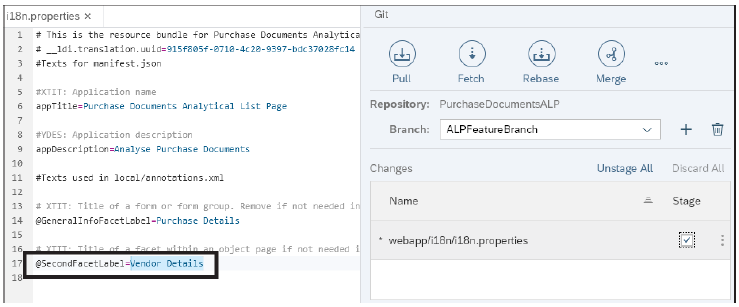 i18n.properties ×
1 # This is the resource bundle for Purchase Documents Analytica
2 # __ldi.translation.uuid=915f805f-0710-4c20-9397-bdc37028fc14
3 #Texts for manifest.json
4
5 #XTIT: Application name
6 appTitle=Purchase Documents Analytical List Page
7
8 #YDES: Application description
9 appDescription=Analyse Purchase Documents
10
11 #Texts used in local/annotations.xml
12
13 # XTIT: Title of a form or form group. Remove if not needed in
14 @GeneralInfoFacetLabel=Purchase Details
15
16 # XTIT: Title of a facet within an object page if not needed i
17 @SecondFacetLabel=Vendor Details
18
Git
Pull Fetch Rebase Merge
Repository: PurchaseDocumentsALP
Branch: ALPFeatureBranch
Changes Unstage All Discard All
Name Stage
* webapp/i18n/i18n.properties